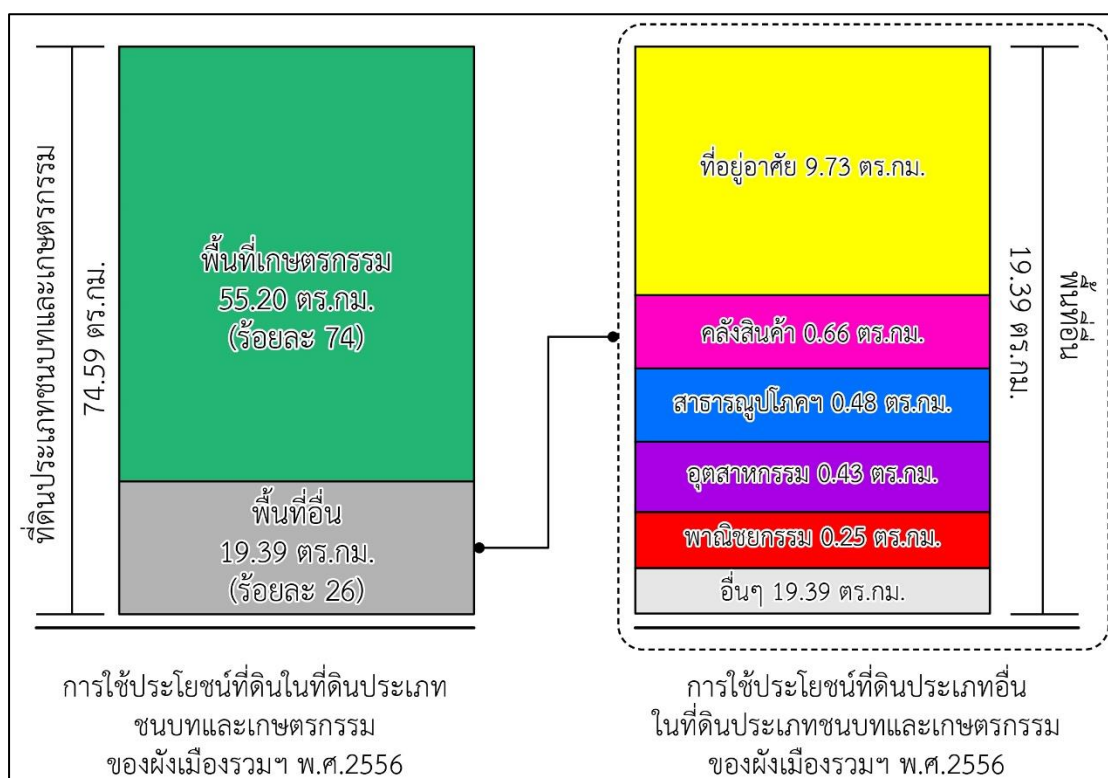 ที่ดินประเภทชนบทและเกษตรกรรม
74.59 ตร.กม.
พื้นที่เกษตรกรรม
55.20 ตร.กม.
(ร้อยละ 74)
พื้นที่อื่น
19.39 ตร.กม.
(ร้อยละ 26)
การใช้ประโยชน์ที่ดินในที่ดินประเภท
ชนบทและเกษตรกรรม
ของผังเมืองรวมฯ พ.ศ.2556
ที่อยู่อาศัย 9.73 ตร.กม.
คลังสินค้า 0.66 ตร.กม.
สาธารณูปโภคฯ 0.48 ตร.กม.
อุตสาหกรรม 0.43 ตร.กม.
พาณิชยกรรม 0.25 ตร.กม.
อื่นๆ 19.39 ตร.กม.
พื้นที่อื่น
19.39 ตร.กม.
การใช้ประโยชน์ที่ดินประเภทอื่น
ในที่ดินประเภทชนบทและเกษตรกรรม
ของผังเมืองรวมฯ พ.ศ.2556